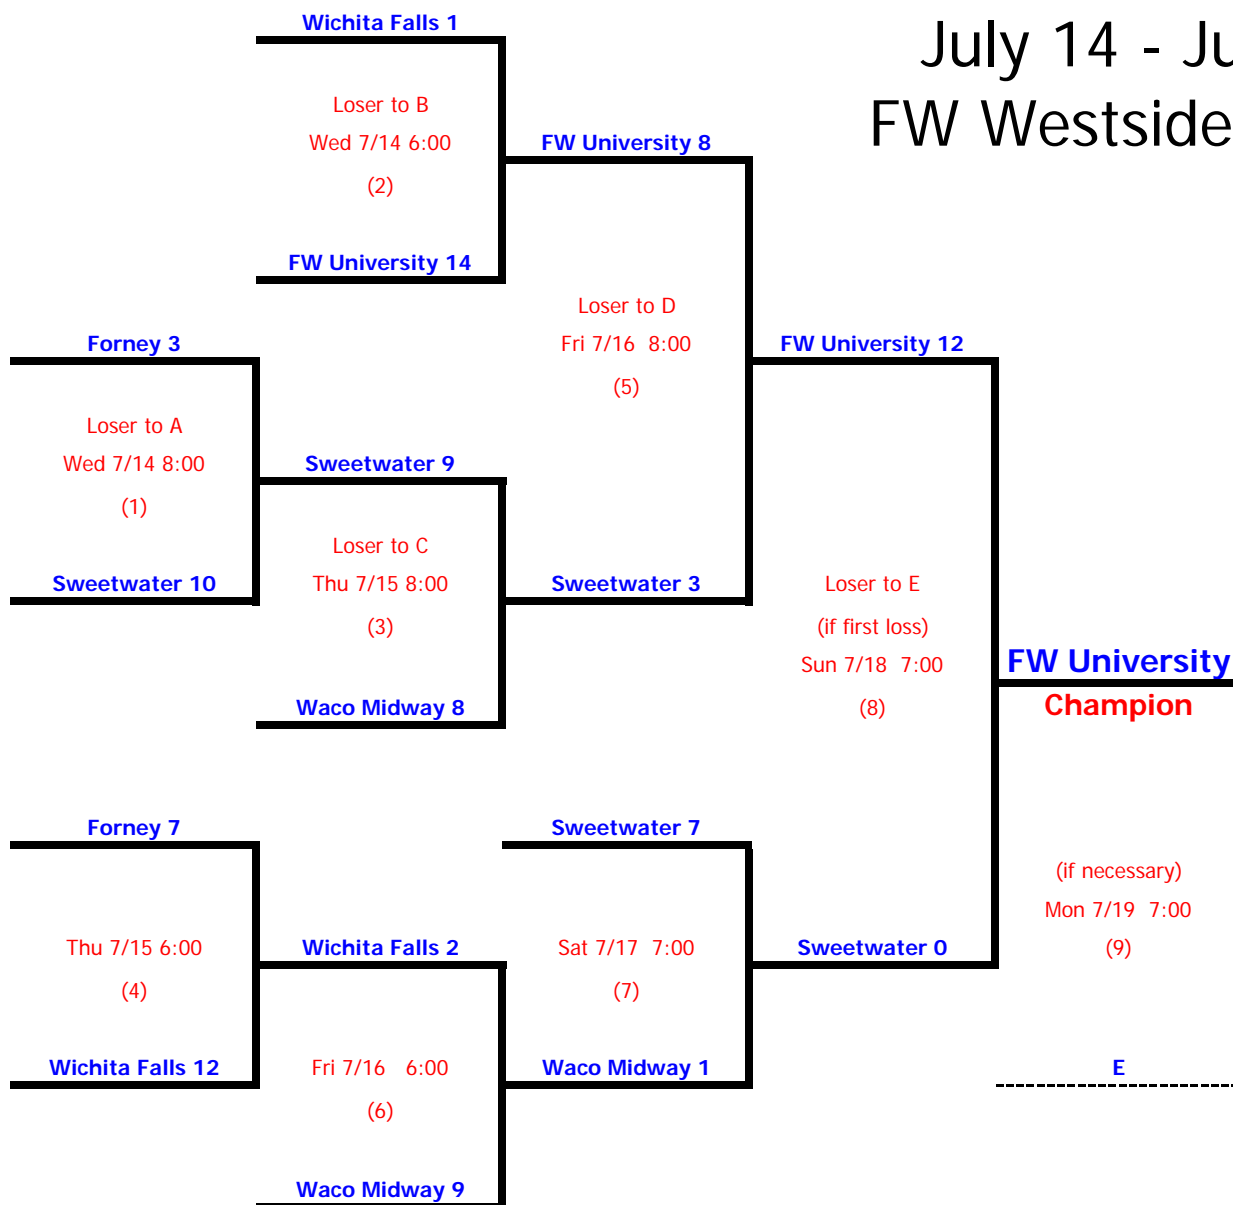 Wichita Falls 1
July 14 - Ju
FW Westside
Loser to B
Wed 7/14 6:00
(2)
FW University 8
FW University 14
Loser to D
Fri 7/16 8:00
(5)
Forney 3
FW University 12
Loser to A
Wed 7/14 8:00
(1)
Sweetwater 9
Loser to C
Thu 7/15 8:00
(3)
Sweetwater 10
Sweetwater 3
Loser to E
(if first loss)
Sun 7/18 7:00
(8)
FW University
Champion
Waco Midway 8
Forney 7
Sweetwater 7
(if necessary)
Mon 7/19 7:00
(9)
Thu 7/15 6:00
(4)
Wichita Falls 2
Sat 7/17 7:00
(7)
Sweetwater 0
Wichita Falls 12
Fri 7/16 6:00
(6)
Waco Midway 1
E
Waco Midway 9